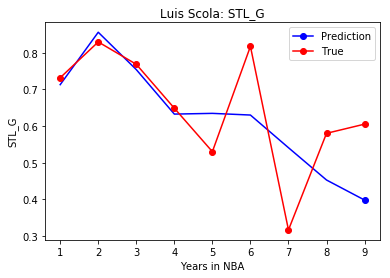 Luis Scola: STL_G
Prediction
True
0.8
0.7
0.6
0.5
0.4
0.3
STL_G
1 2 3 4 5 6 7 8 9
Years in NBA